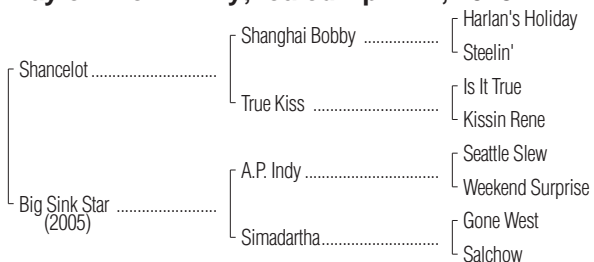 Harlan's Holiday
Shanghai Bobby ..................
Steelin'
Shancelot ..............................
Is It True
True Kiss ..............................
Kissin Rene
Seattle Slew
A.P. Indy ................................
Weekend Surprise
Big Sink Star ........................
(2005)
Gone West
Simadartha............................
Salchow